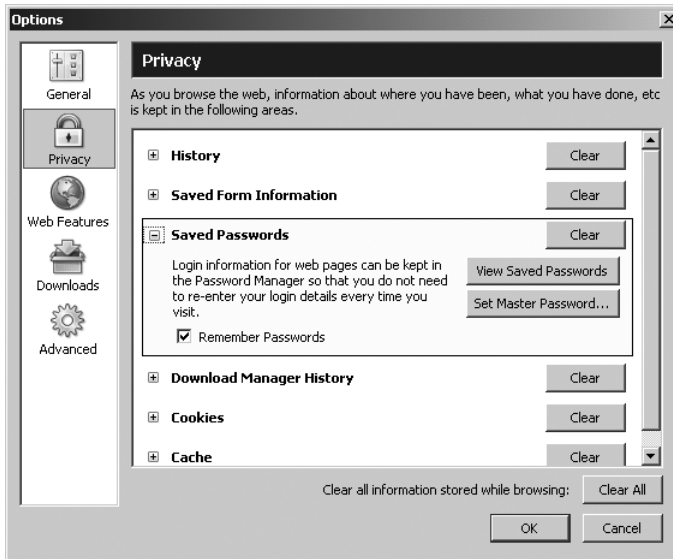 Options
General
Privacy
Web Features
Downloads
Advanced
Privacy
As you browse the web, information about where you have been, what you have done, etc
is kept in the following areas.
History Clear
Saved Form Information Clear
Saved Passwords Clear
Login information for web pages can be kept in
the Password Manager so that you do not need
to re-enter your login details every time you
visit.
View Saved Passwords
Set Master Password...
Remember Passwords
Download Manager History Clear
Cookies Clear
Cache Clear
Clear all information stored while browsing: Clear All
OK Cancel